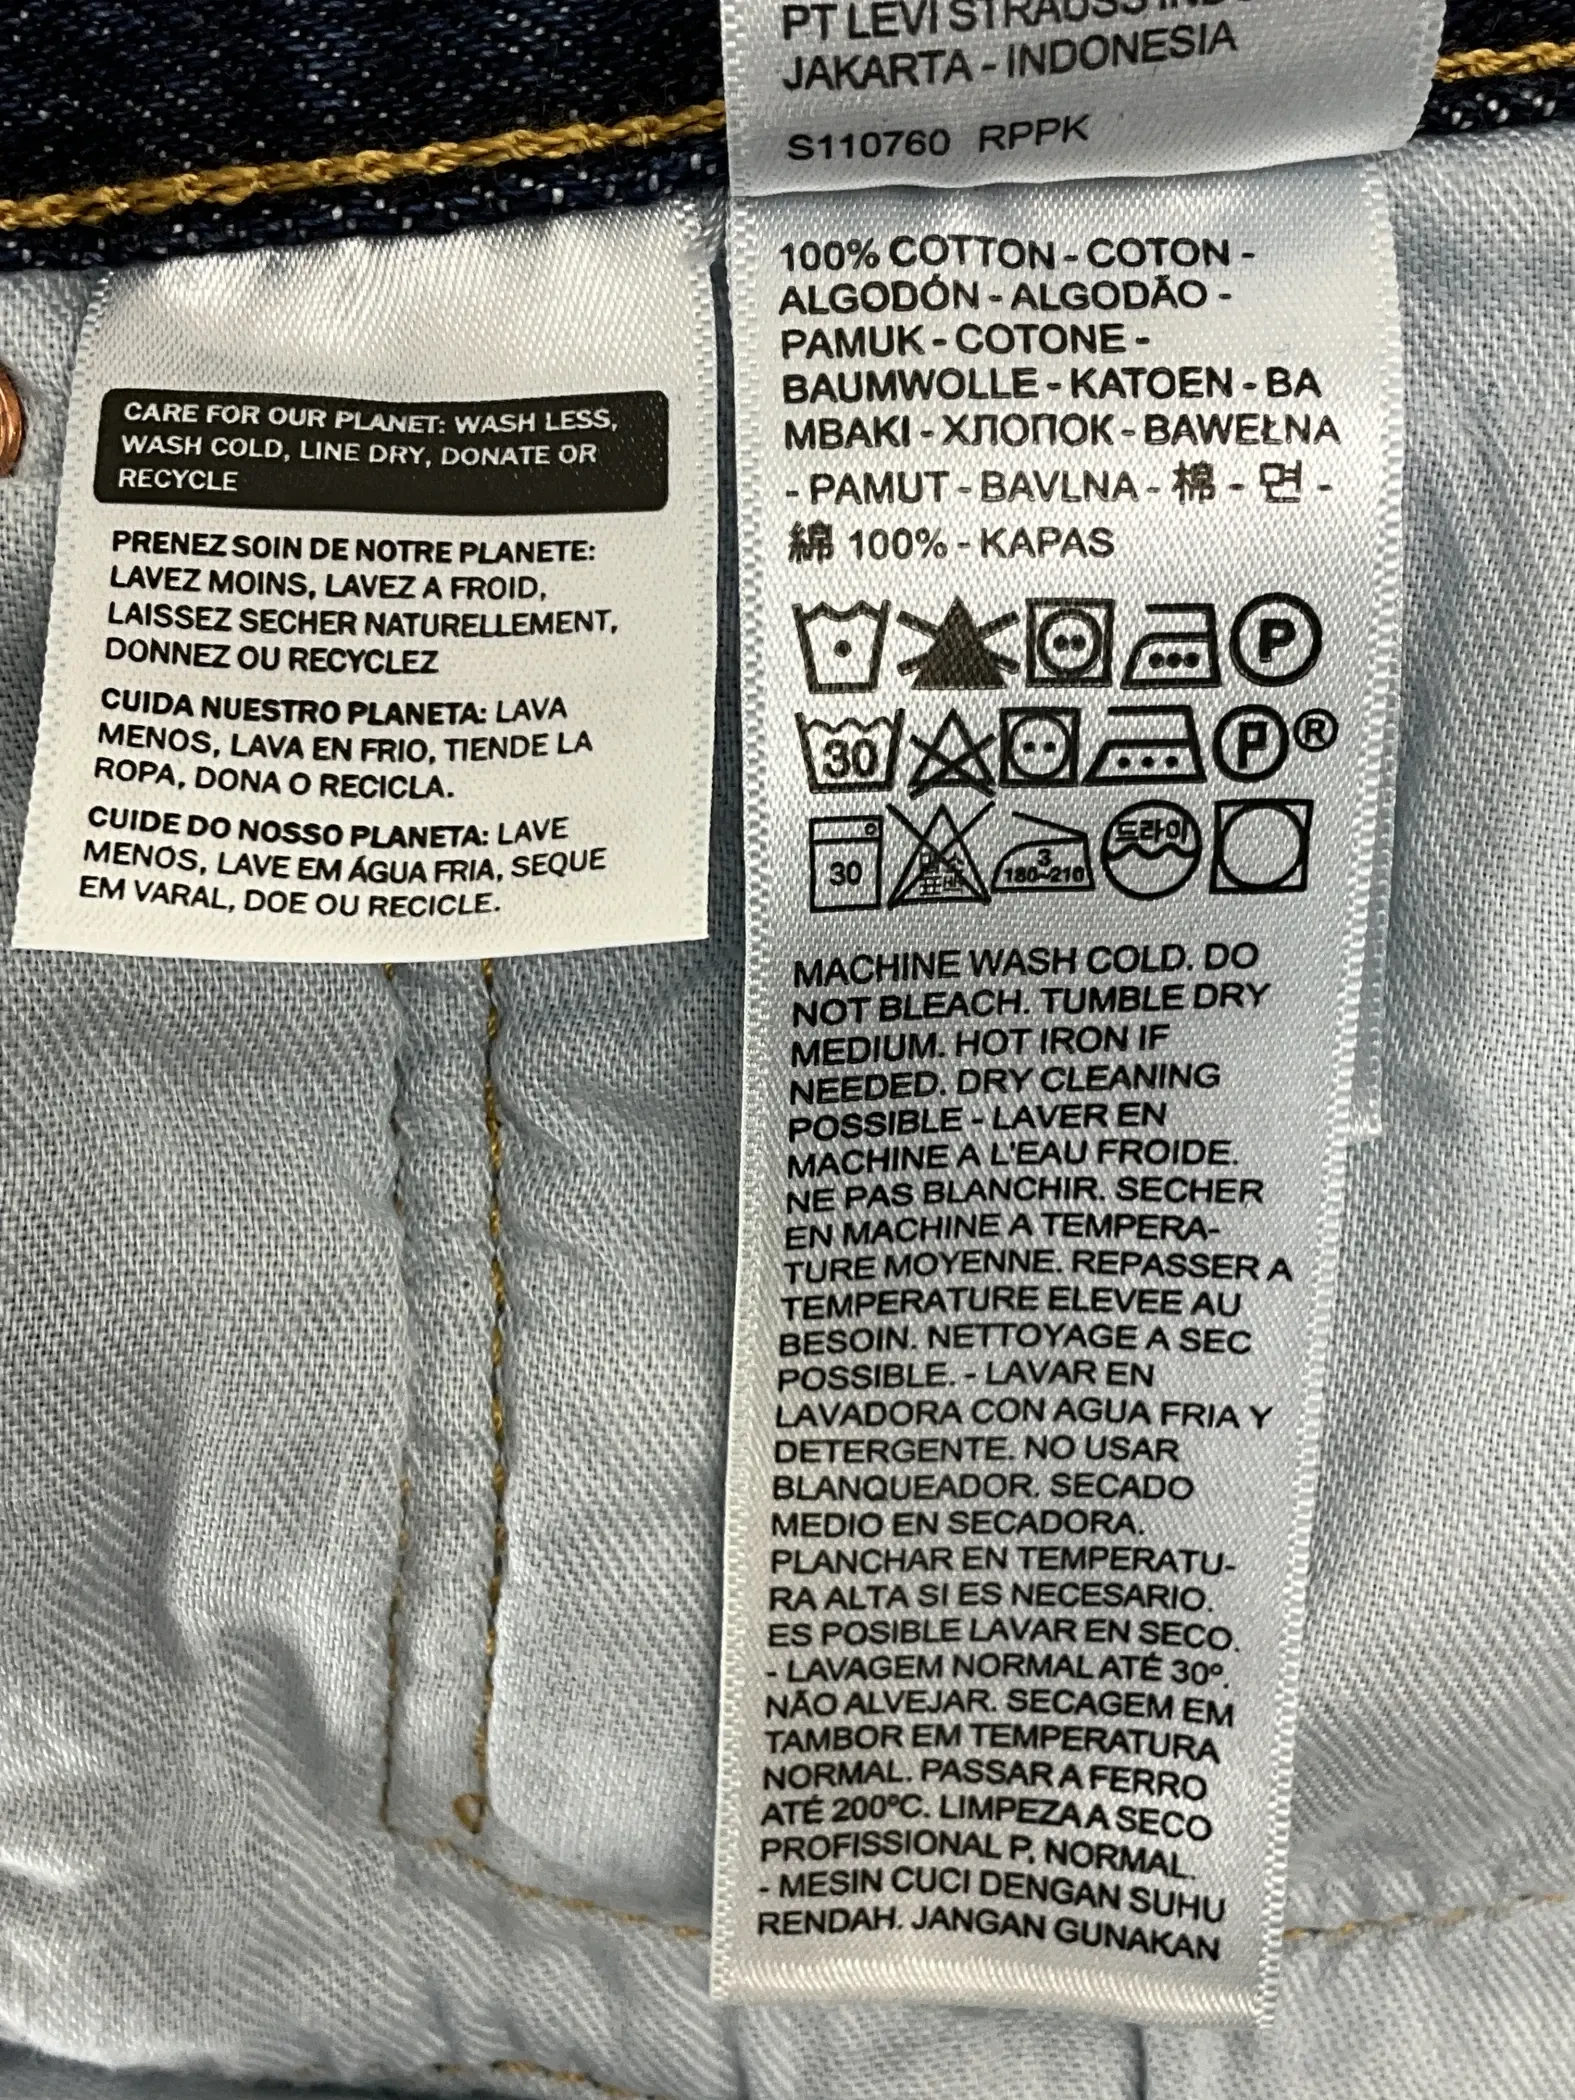 CARE FOR OUR PLANET: WASH LESS,
WASH COLD, LINE DRY, DONATE OR
RECYCLE
PRENEZ SOIN DE NOTRE PLANETE:
LAVEZ MOINS, LAVEZ A FROID,
LAISSEZ SECHER NATURELLEMENT,
DONNEZ OU RECYCLEZ
CUIDA NUESTRO PLANETA: LAVA
MENOS, LAVA EN FRIO, TIENDE LA
ROPA, DONA O RECICLA.
CUIDE DO NOSSO PLANETA: LAVE
MENOS, LAVE EM ÁGUA FRIA, SEQUE
EM VARAL, DOE OU RECICLE.
PT LEVI STRAUSS
JAKARTA - INDONESIA
S110760 RPPK
100% COTTON - COTON -
ALGODÓN - ALGODÃO -
PAMUK - COTONE -
BAUMWOLLE - KATOEN - BA
MBAKI - ХЛОПОК - BAWEŁNA
- PAMUT - BAVLNA - 棉 - 면 -
綿 100% - KAPAS
P
30 P ®
30 3 180~210 드라이
MACHINE WASH COLD. DO
NOT BLEACH. TUMBLE DRY
MEDIUM. HOT IRON IF
NEEDED. DRY CLEANING
POSSIBLE - LAVER EN
MACHINE A L'EAU FROIDE.
NE PAS BLANCHIR. SECHER
EN MACHINE A TEMPERA-
TURE MOYENNE. REPASSER A
TEMPERATURE ELEVEE AU
BESOIN. NETTOYAGE A SEC
POSSIBLE. - LAVAR EN
LAVADORA CON AGUA FRIA Y
DETERGENTE. NO USAR
BLANQUEADOR. SECADO
MEDIO EN SECADORA.
PLANCHAR EN TEMPERATU-
RA ALTA SI ES NECESARIO.
ES POSIBLE LAVAR EN SECO.
- LAVAGEM NORMAL ATÉ 30º.
NÃO ALVEJAR. SECAGEM EM
TAMBOR EM TEMPERATURA
NORMAL. PASSAR A FERRO
ATÉ 200ºC. LIMPEZA A SECO
PROFISSIONAL P, NORMAL.
- MESIN CUCI DENGAN SUHU
RENDAH. JANGAN GUNAKAN